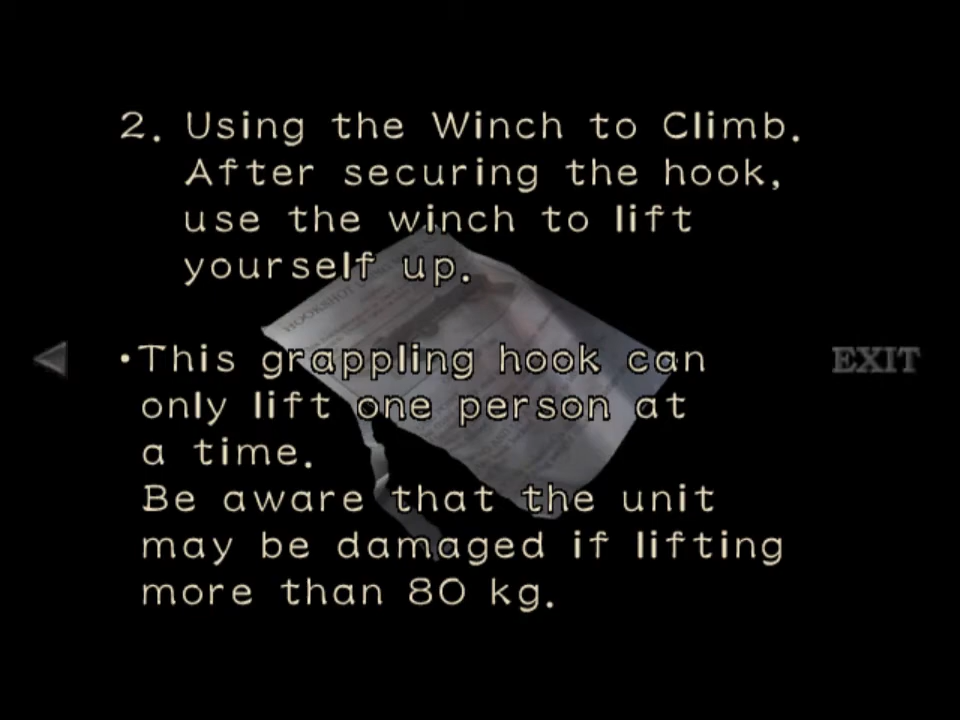 2. Using the Winch to Climb.
After securing the hook,
use the winch to lift
yourself up.
•This grappling hook can
only lift one person at
a time.
Be aware that the unit
may be damaged if lifting
more than 80 kg.
EXIT
HOOKSHOT